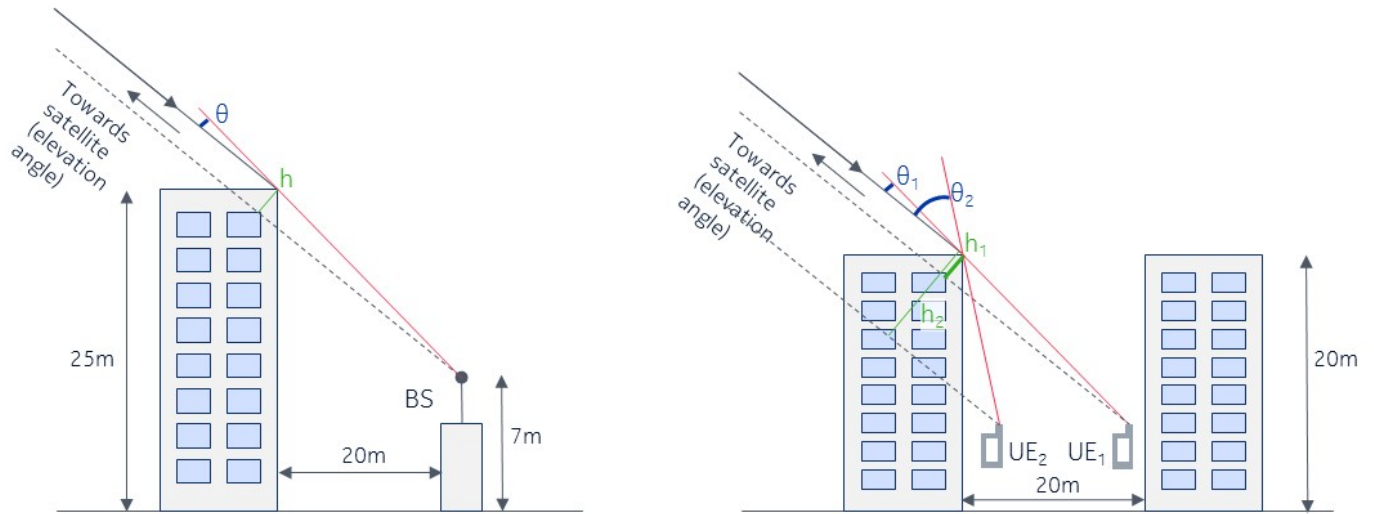 θ
Towards
satellite
(elevation
angle)
h
25m
BS
7m
20m
θ₁
θ₂
Towards
satellite
(elevation
angle)
h₁
h₂
20m
UE₂
UE₁
20m